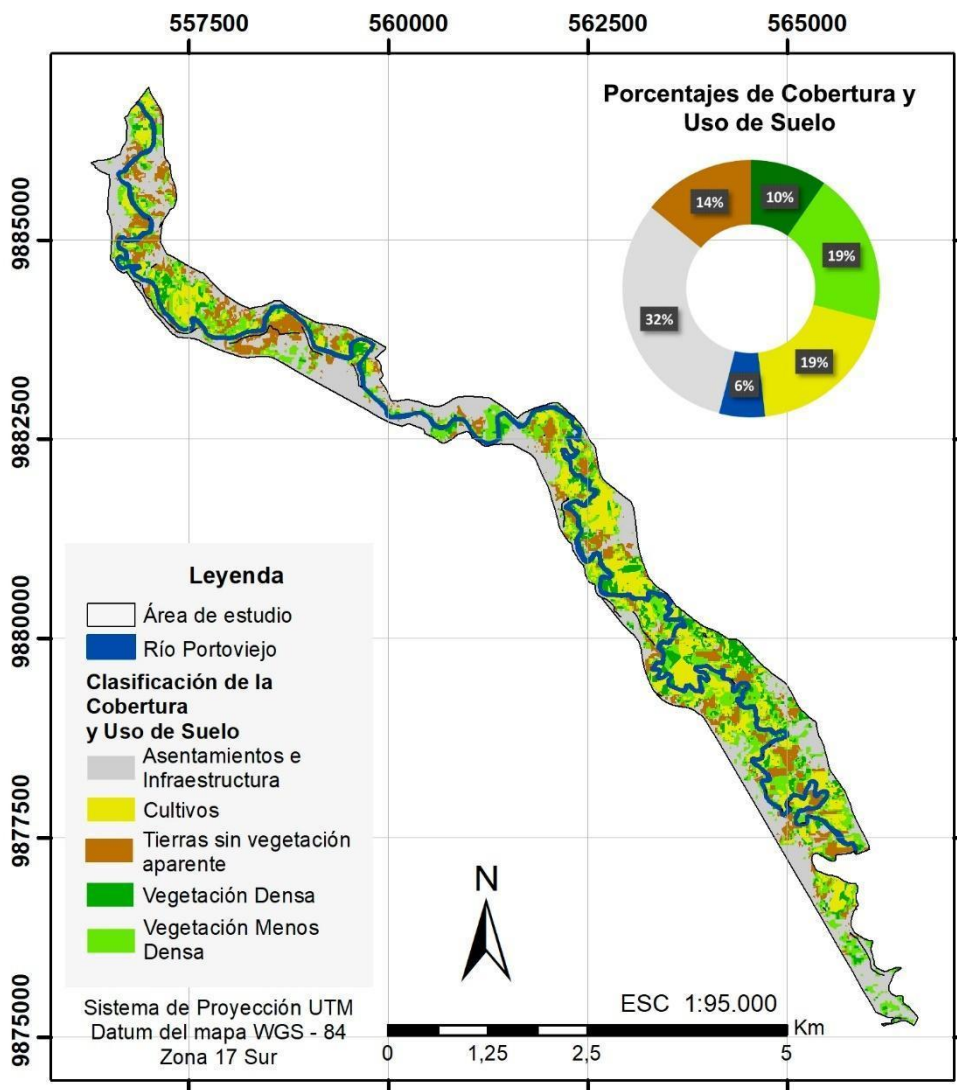 557500
560000
562500
565000
Porcentajes de Cobertura y
Uso de Suelo
14%
10%
19%
32%
19%
6%
9885000
9882500
9880000
9877500
9875000
Leyenda
Área de estudio
Río Portoviejo
Clasificación de la
Cobertura
y Uso de Suelo
Asentamientos e
Infraestructura
Cultivos
Tierras sin vegetación
aparente
Vegetación Densa
Vegetación Menos
Densa
Sistema de Proyección UTM
Datum del mapa WGS - 84
Zona 17 Sur
N
ESC 1:95.000
Km
0
1,25
2,5
5